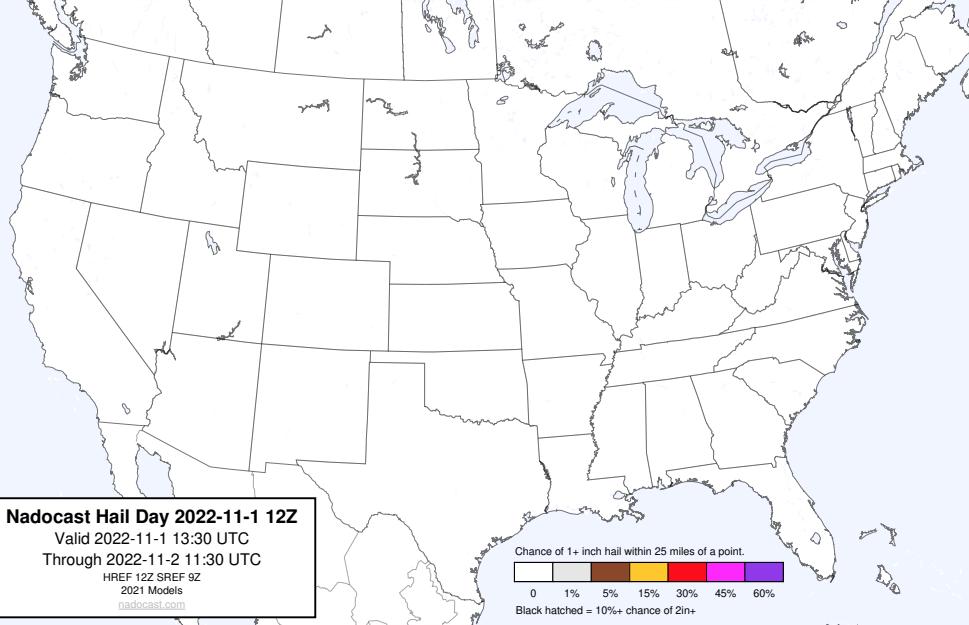 Nadocast Hail Day 2022-11-1 12Z
Valid 2022-11-1 13:30 UTC
Through 2022-11-2 11:30 UTC
HREF 12Z SREF 9Z
2021 Models
nadocast.com
Chance of 1+ inch hail within 25 miles of a point.
0 1% 5% 15% 30% 45% 60%
Black hatched = 10%+ chance of 2in+